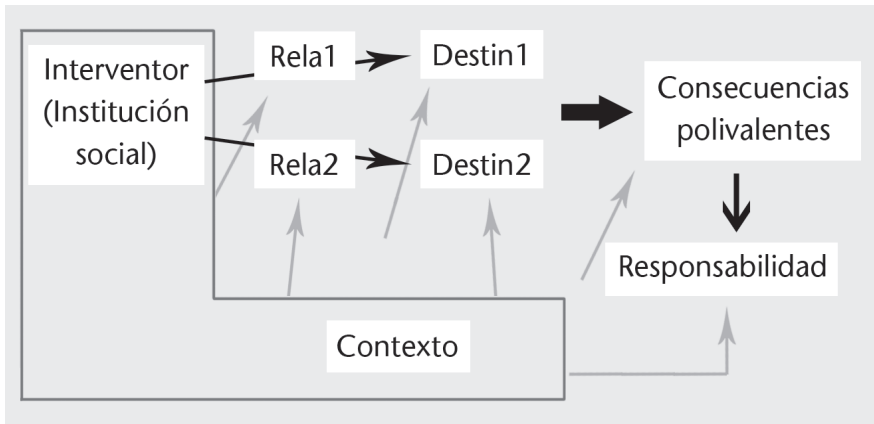 Interventor
(Institución
social)
Rela1
Destin1
Rela2
Destin2
Consecuencias
polivalentes
Responsabilidad
Contexto